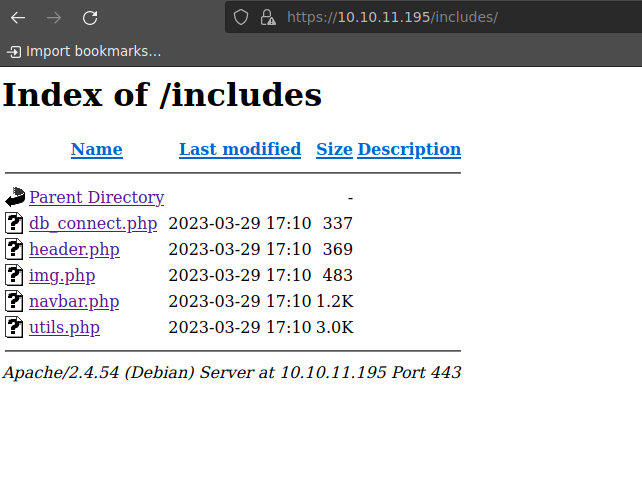 https://10.10.11.195/includes/
Import bookmarks…
Index of /includes
Name Last modified Size Description
Parent Directory -
db_connect.php 2023-03-29 17:10 337
header.php 2023-03-29 17:10 369
img.php 2023-03-29 17:10 483
navbar.php 2023-03-29 17:10 1.2K
utils.php 2023-03-29 17:10 3.0K
Apache/2.4.54 (Debian) Server at 10.10.11.195 Port 443